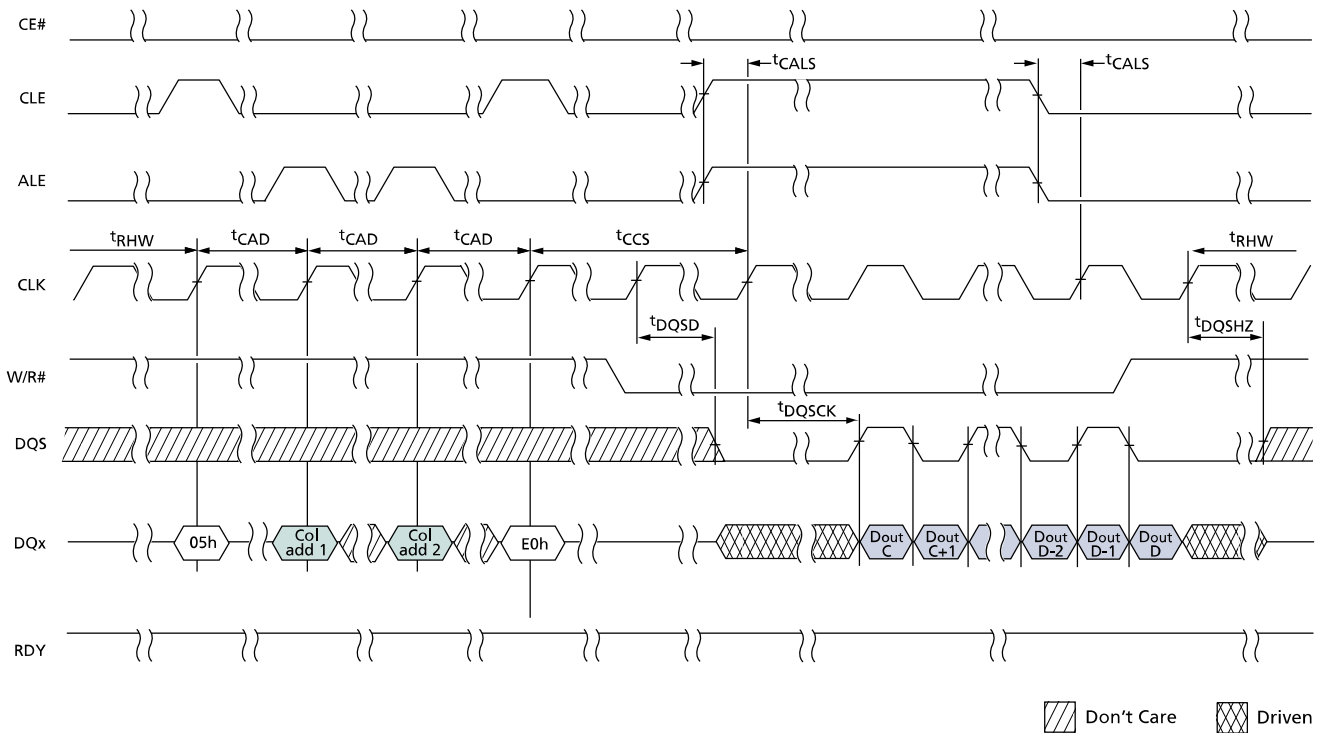 CE#
tCALS
tCALS
CLE
ALE
tRHW
tCAD
tCAD
tCAD
tCCS
tRHW
CLK
tDQSD
tDQSHZ
W/R#
tDQSCK
DQS
DQx
05h
Col
add 1
Col
add 2
E0h
Dout
C
Dout
C+1
Dout
D-2
Dout
D-1
Dout
D
RDY
Don't Care
Driven